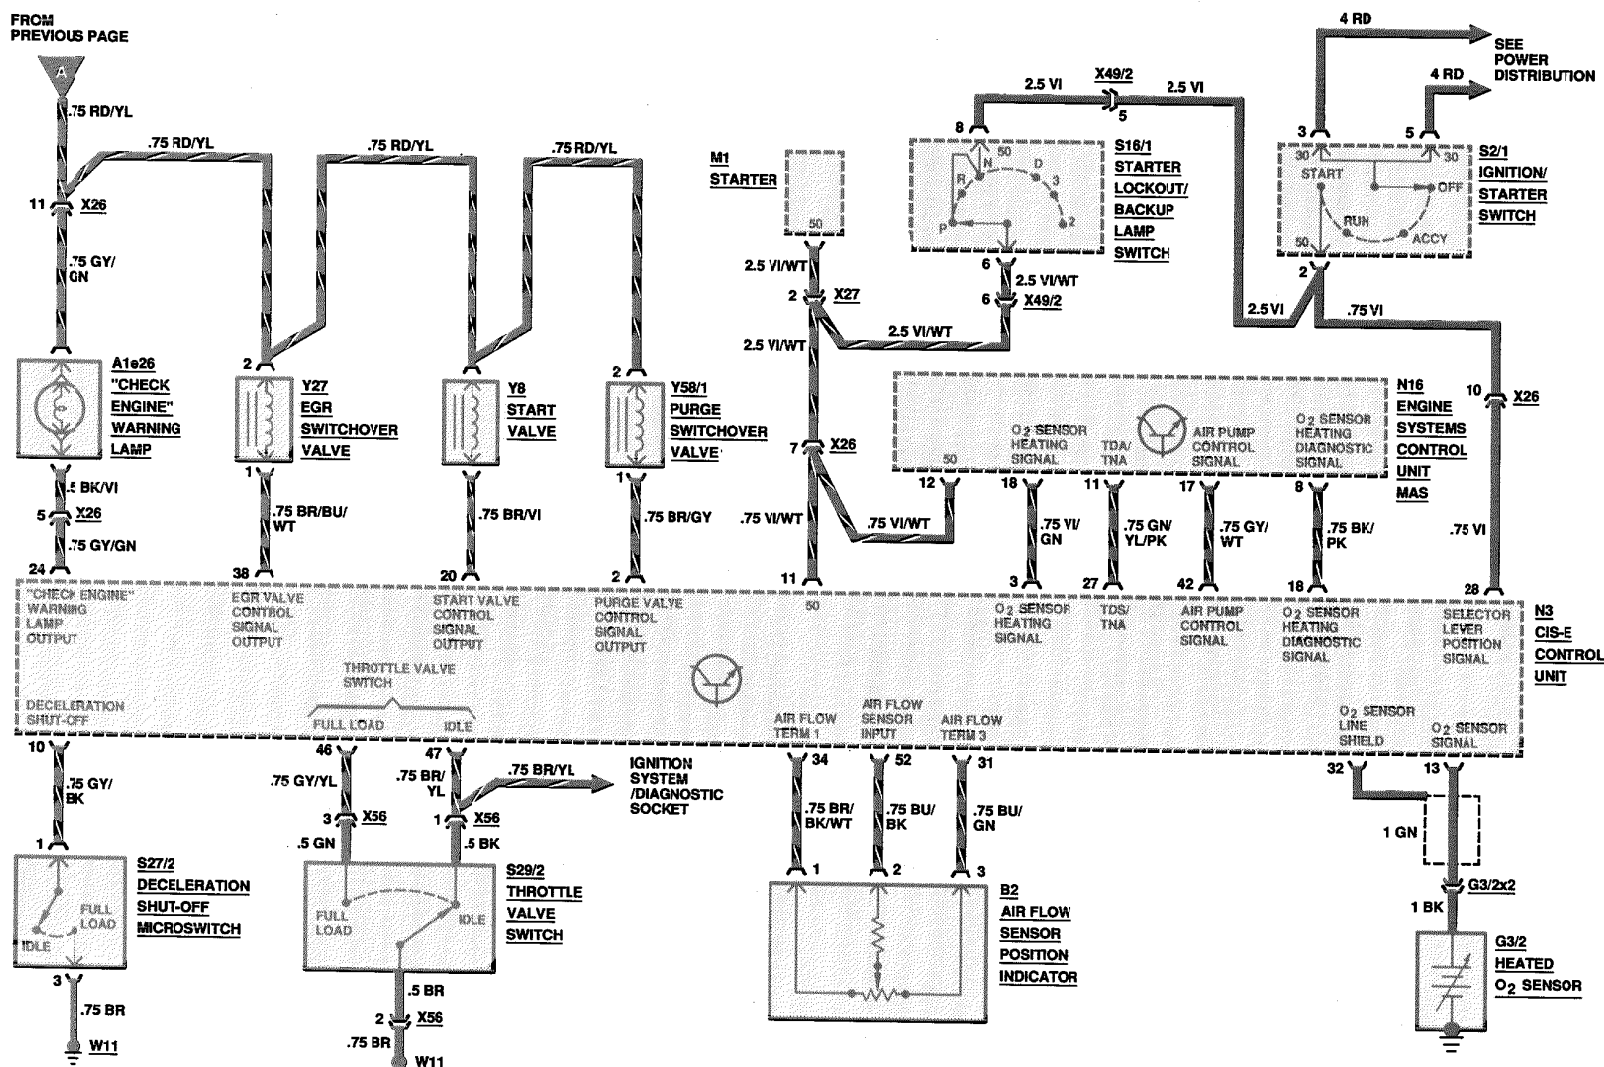 FROM
PREVIOUS PAGE
A
.75 RD/YL
.75 RD/YL
.75 RD/YL
.75 RD/YL
11 X26
.75 GY/
GN
4 RD
4 RD
SEE
POWER
DISTRIBUTION
2.5 VI
X49/2
5
2.5 VI
M1
STARTER
50
8
50
P
R
N
D
3
2
S16/1
STARTER
LOCKOUT/
BACKUP
LAMP
SWITCH
3
5
30
30
START
OFF
RUN
ACCY
50
S2/1
IGNITION/
STARTER
SWITCH
2
2.5 VI/WT
2 X27
2.5 VI/WT
6
2.5 VI/WT
6 X49/2
2.5 VI/WT
2.5 VI
.75 VI
10 X26
.75 VI
A1e26
"CHECK
ENGINE"
WARNING
LAMP
2
Y27
EGR
SWITCHOVER
VALVE
Y8
START
VALVE
2
Y58/1
PURGE
SWITCHOVER
VALVE
7 X26
.75 VI/WT
.75 VI/WT
50
O2 SENSOR
HEATING
SIGNAL
TDA/
TNA
AIR PUMP
CONTROL
SIGNAL
O2 SENSOR
HEATING
DIAGNOSTIC
SIGNAL
N16
ENGINE
SYSTEMS
CONTROL
UNIT
MAS
12
18
11
17
8
.5 BK/VI
5 X26
.75 GY/GN
1
.75 BR/BU/
WT
1
.75 BR/VI
1
.75 BR/GY
.75 VI/
GN
.75 GN/
YL/PK
.75 GY/
WT
.75 BK/
PK
24
38
20
2
11
3
27
42
18
28
"CHECK ENGINE"
WARNING
LAMP
OUTPUT
EGR VALVE
CONTROL
SIGNAL
OUTPUT
START VALVE
CONTROL
SIGNAL
OUTPUT
PURGE VALVE
CONTROL
SIGNAL
OUTPUT
50
O2 SENSOR
HEATING
SIGNAL
TDS/
TNA
AIR PUMP
CONTROL
SIGNAL
O2 SENSOR
HEATING
DIAGNOSTIC
SIGNAL
SELECTOR
LEVER
POSITION
SIGNAL
N3
CIS-E
CONTROL
UNIT
THROTTLE VALVE
SWITCH
FULL LOAD
IDLE
DECELERATION
SHUT-OFF
AIR FLOW
TERM 1
AIR FLOW
SENSOR
INPUT
AIR FLOW
TERM 3
O2 SENSOR
LINE
SHIELD
O2 SENSOR
SIGNAL
10
46
47
34
52
31
32
13
.75 GY/
BK
.75 GY/YL
.75 BR/
YL
.75 BR/YL
IGNITION
SYSTEM
/DIAGNOSTIC
SOCKET
3 X56
1 X56
.5 GN
.5 BK
.75 BR/
BK/WT
.75 BU/
BK
.75 BU/
GN
1 GN
G3/2x2
1 BK
1
S27/2
DECELERATION
SHUT-OFF
MICROSWITCH
FULL
LOAD
IDLE
FULL
LOAD
IDLE
S29/2
THROTTLE
VALVE
SWITCH
1
2
3
B2
AIR FLOW
SENSOR
POSITION
INDICATOR
G3/2
HEATED
O2 SENSOR
3
.75 BR
W11
.5 BR
2 X56
.75 BR
W11